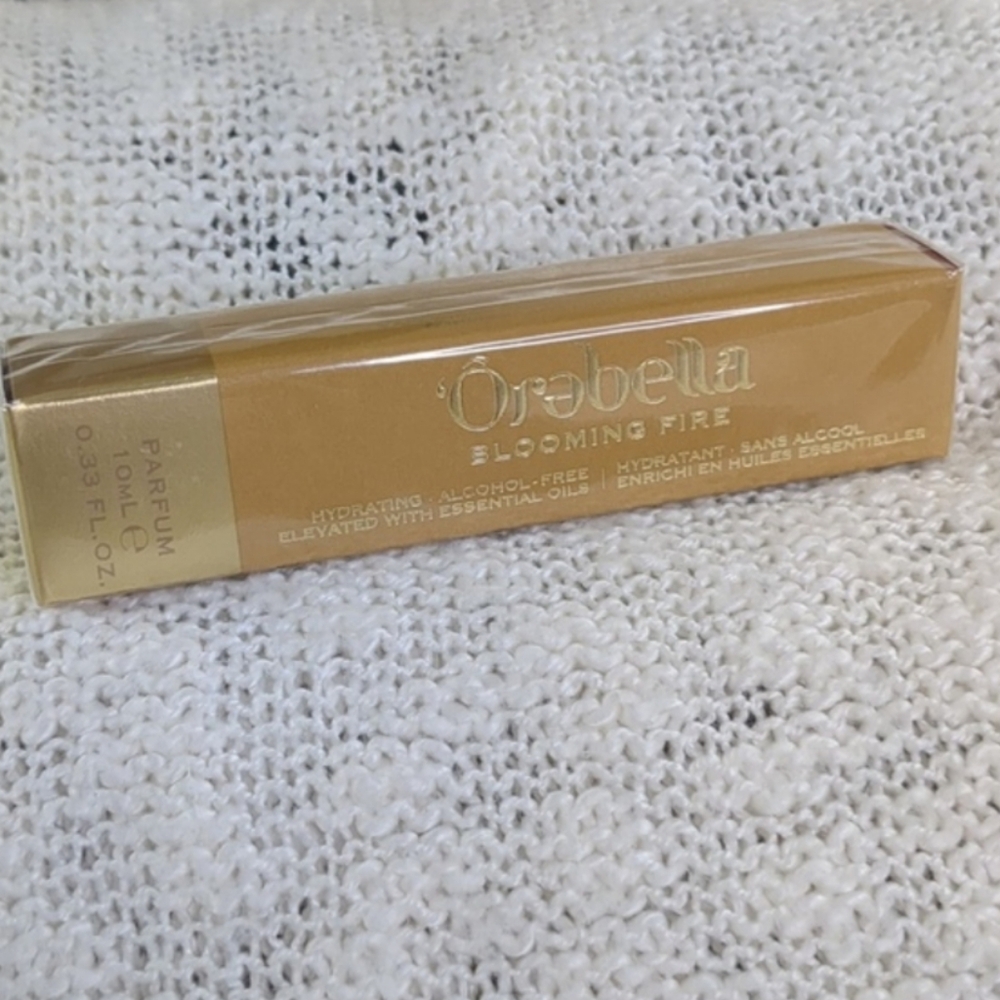 ‘Ôrəbella
BLOOMING FIRE
HYDRATING · ALCOHOL-FREE | HYDRATANT · SANS ALCOOL
ELEVATED WITH ESSENTIAL OILS | ENRICHI EN HUILES ESSENTIELLES
PARFUM
10ML ℮
0.33 FL.OZ.